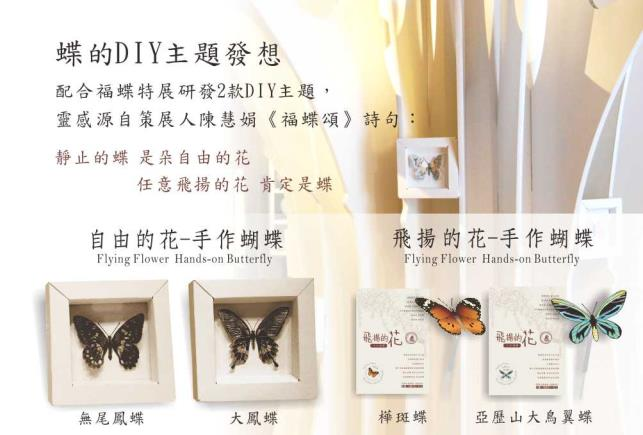 蝶的DIY主題發想
配合福蝶特展研發2款DIY主題，
靈感源自策展人陳慧娟《福蝶頌》詩句：
靜止的蝶 是朵自由的花
任意飛揚的花 肯定是蝶
自由的花-手作蝴蝶
Flying Flower Hands-on Butterfly
飛揚的花-手作蝴蝶
Flying Flower Hands-on Butterfly
飛揚的花
飛揚的花
無尾鳳蝶
大鳳蝶
樺斑蝶
亞歷山大鳥翼蝶